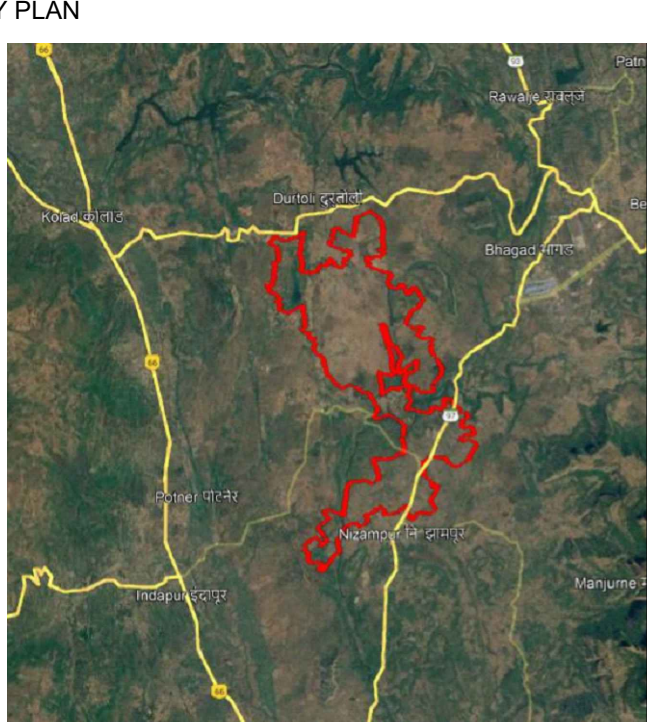 Y PLAN
66
93
Patn
Rawalje रावल्जे
Durtoli दुरतोली
Kolad कोलाड
Be
Bhagad भागड
66
97
Potner पोटनेर
Nizampur नि झामपूर
Manjurne
Indapur इंदापूर
66